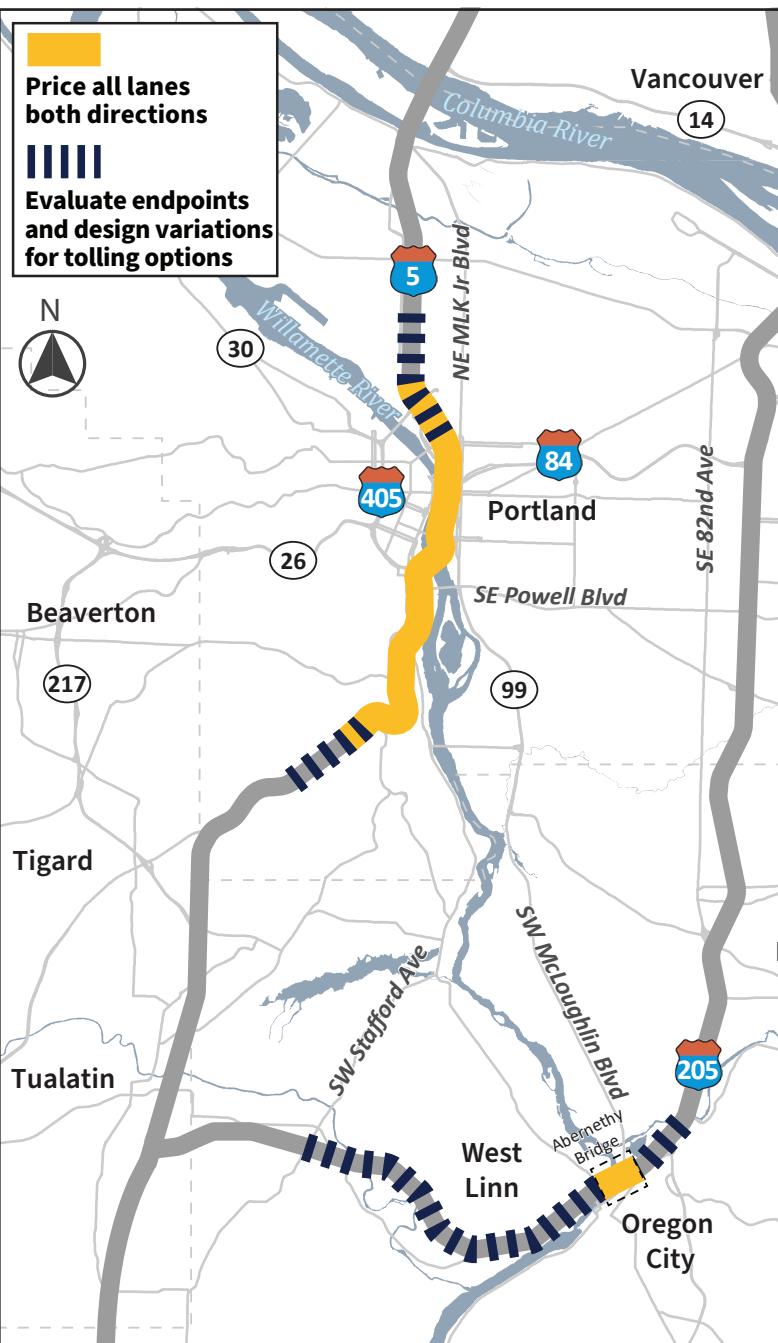 Price all lanes
both directions
Evaluate endpoints
and design variations
for tolling options
Vancouver
14
Columbia River
5
NE MLK Jr Blvd
N
30
Willamette River
84
405
Portland
SE 82nd Ave
26
SE Powell Blvd
Beaverton
217
99
Tigard
SW Stafford Ave
SW McLoughlin Blvd
205
Tualatin
Abernethy
Bridge
West
Linn
Oregon
City